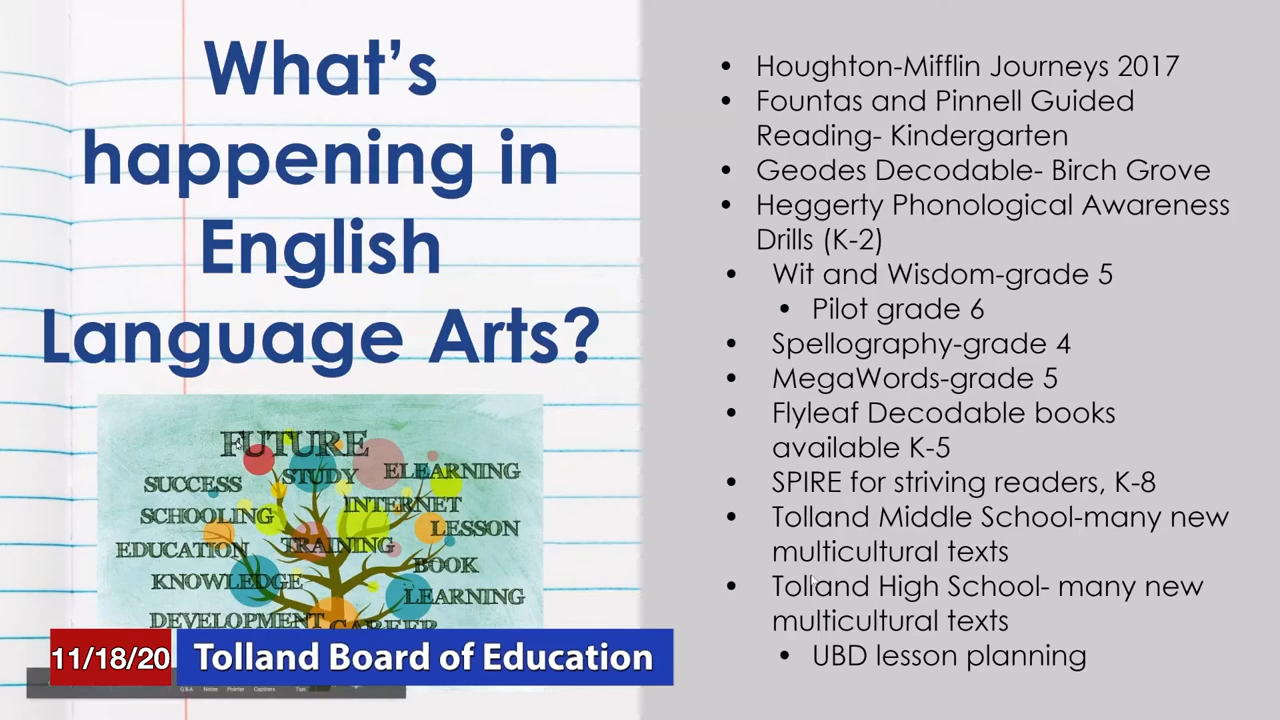 What's
happening in
English
Language Arts?
FUTURE
SUCCESS
STUDY
ELEARNING
SCHOOLING
INTERNET
LESSON
EDUCATION
TRAINING
BOOK
KNOWLEDGE
LEARNING
DEVELOPMENT
CAREER
11/18/20
Tolland Board of Education
Q&A Notes Pointer Captions
• Houghton-Mifflin Journeys 2017
• Fountas and Pinnell Guided
Reading- Kindergarten
• Geodes Decodable- Birch Grove
• Heggerty Phonological Awareness
Drills (K-2)
• Wit and Wisdom-grade 5
• Pilot grade 6
• Spellography-grade 4
• MegaWords-grade 5
• Flyleaf Decodable books
available K-5
• SPIRE for striving readers, K-8
• Tolland Middle School-many new
multicultural texts
• Tolland High School- many new
multicultural texts
• UBD lesson planning